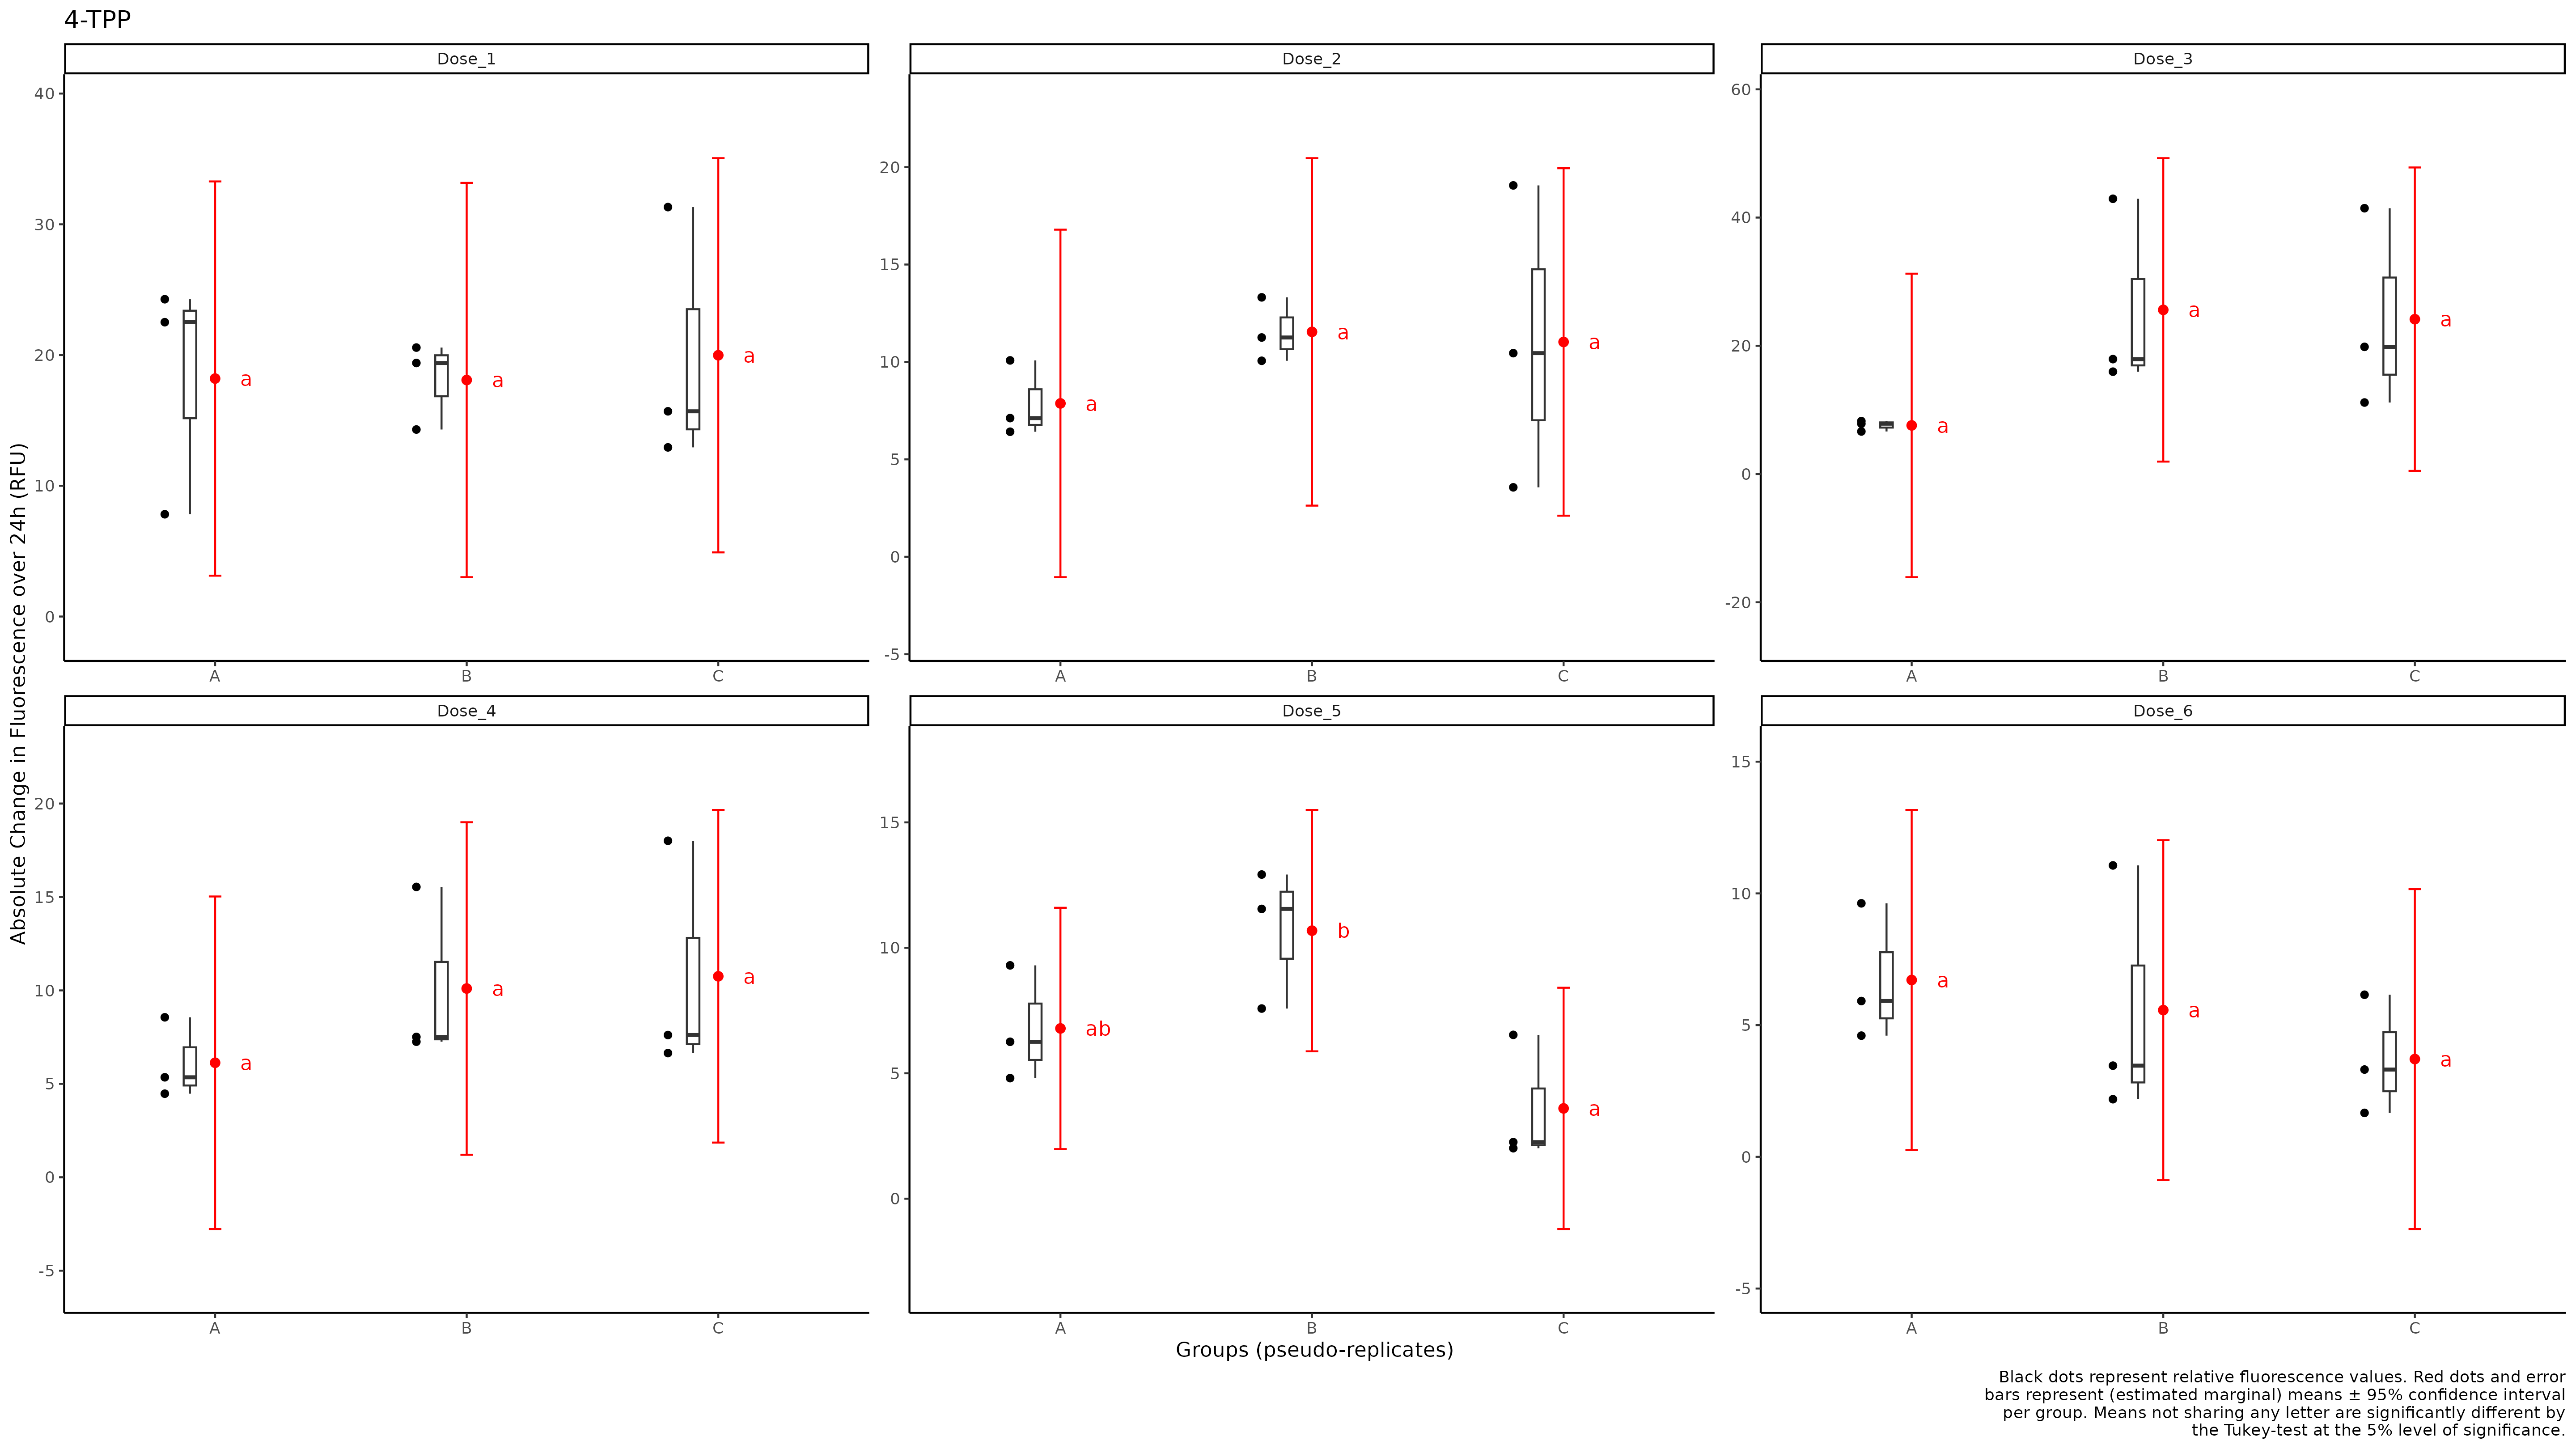 4-TPP
Dose_1
Dose_2
Dose_3
40
30
20
10
0
a
a
a
A
B
C
20
15
10
5
0
-5
a
a
a
A
B
C
60
40
20
0
-20
a
a
a
A
B
C
Absolute Change in Fluorescence over 24h (RFU)
Dose_4
Dose_5
Dose_6
20
15
10
5
0
-5
a
a
a
A
B
C
15
10
5
0
ab
b
a
A
B
C
15
10
5
0
-5
a
a
a
A
B
C
Groups (pseudo-replicates)
Black dots represent relative fluorescence values. Red dots and error
bars represent (estimated marginal) means ± 95% confidence interval
per group. Means not sharing any letter are significantly different by
the Tukey-test at the 5% level of significance.